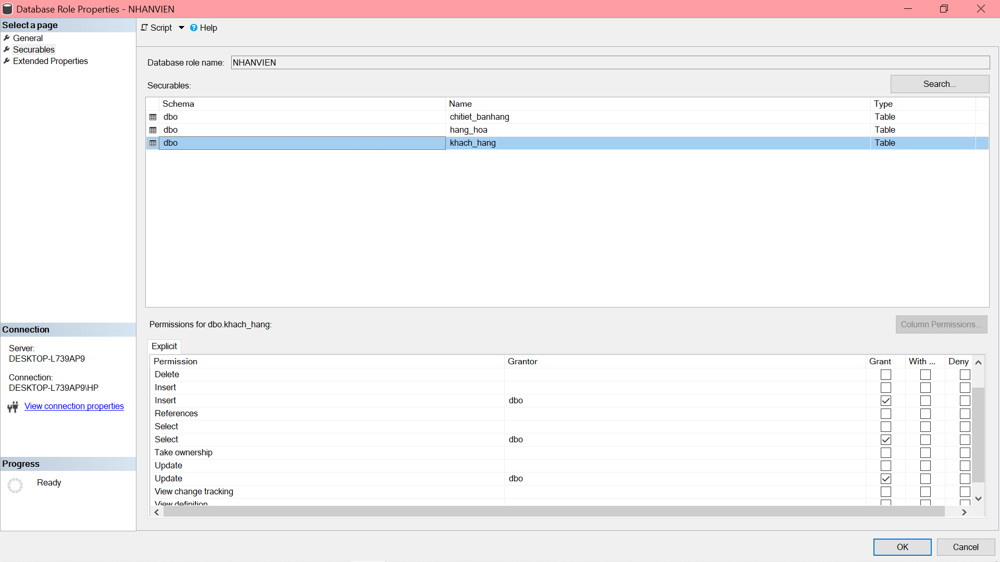 Database Role Properties - NHANVIEN
Select a page
General
Securables
Extended Properties
Script Help
Database role name: NHANVIEN
Securables:
Search...
Schema Name Type
dbo chitiet_banhang Table
dbo hang_hoa Table
dbo khach_hang Table
Permissions for dbo.khach_hang:
Column Permissions...
Explicit
Permission Grantor Grant With ... Deny
Delete
Insert
Insert dbo
References
Select
Select dbo
Take ownership
Update
Update dbo
View change tracking
View definition
Connection
Server:
DESKTOP-L739AP9
Connection:
DESKTOP-L739AP9\HP
View connection properties
Progress
Ready
OK Cancel